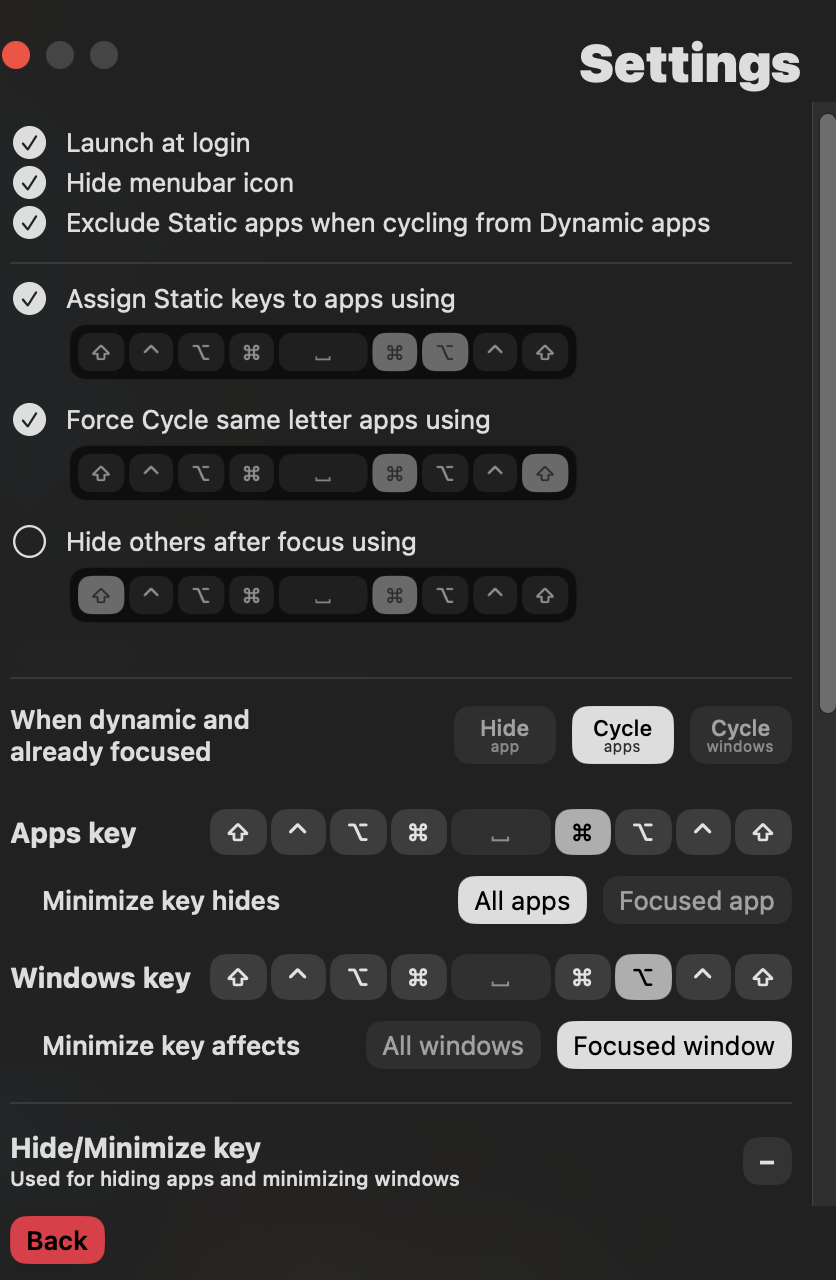 Settings
Launch at login
Hide menubar icon
Exclude Static apps when cycling from Dynamic apps
Assign Static keys to apps using
⇧ ^ ⌥ ⌘ ⎵ ⌘ ⌥ ^ ⇧
Force Cycle same letter apps using
⇧ ^ ⌥ ⌘ ⎵ ⌘ ⌥ ^ ⇧
Hide others after focus using
⇧ ^ ⌥ ⌘ ⎵ ⌘ ⌥ ^ ⇧
When dynamic and
already focused
Hide
app
Cycle
apps
Cycle
windows
Apps key ⇧ ^ ⌥ ⌘ ⎵ ⌘ ⌥ ^ ⇧
Minimize key hides All apps Focused app
Windows key ⇧ ^ ⌥ ⌘ ⎵ ⌘ ⌥ ^ ⇧
Minimize key affects All windows Focused window
Hide/Minimize key
Used for hiding apps and minimizing windows
–
Back